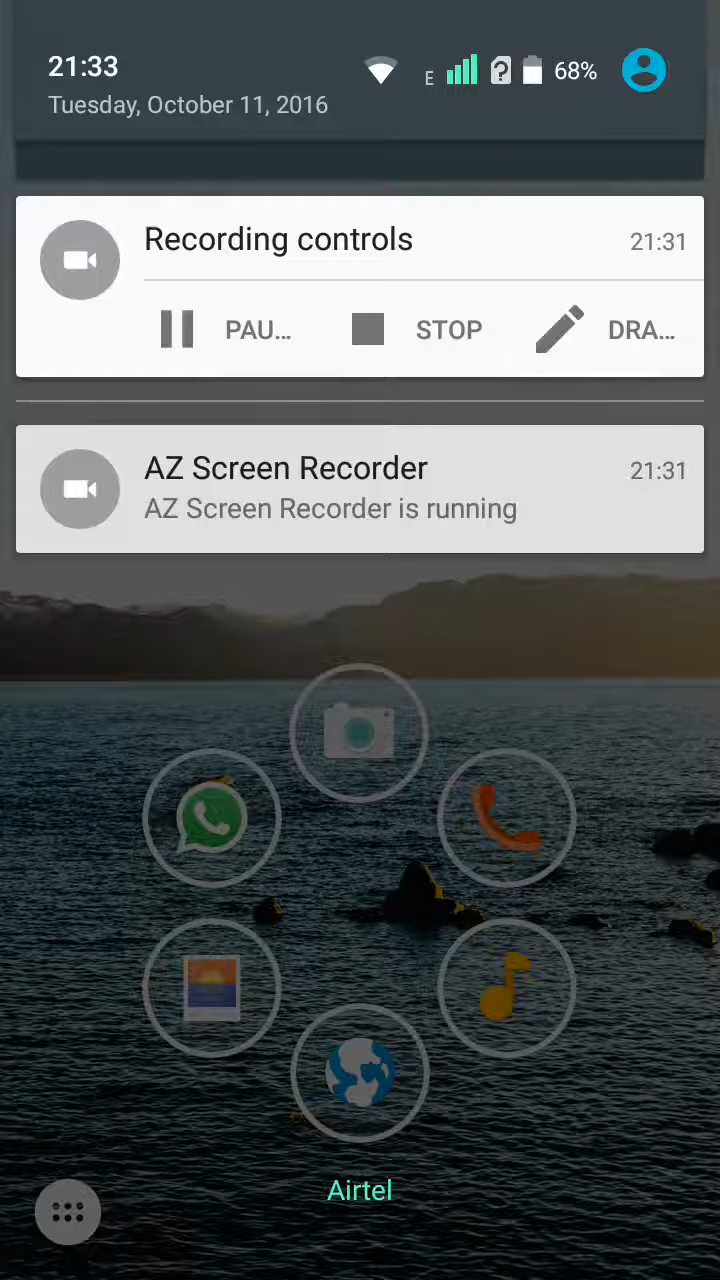 21:33
E
68%
Tuesday, October 11, 2016
Recording controls
21:31
PAU...
STOP
DRA...
AZ Screen Recorder
21:31
AZ Screen Recorder is running
Airtel